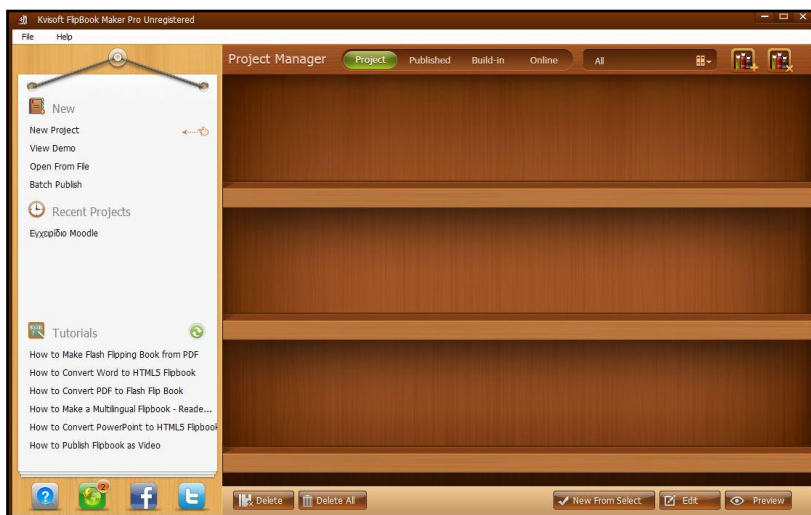 Kvisoft FlipBook Maker Pro Unregistered
File Help
Project Manager Project Published Build-in Online All
New
New Project
View Demo
Open From File
Batch Publish
Recent Projects
Εγχειρίδιο Moodle
Tutorials
How to Make Flash Flipping Book from PDF
How to Convert Word to HTML5 Flipbook
How to Convert PDF to Flash Flip Book
How to Make a Multilingual Flipbook - Reade...
How to Convert PowerPoint to HTML5 Flipbook
How to Publish Flipbook as Video
2
Delete Delete All New From Select Edit Preview